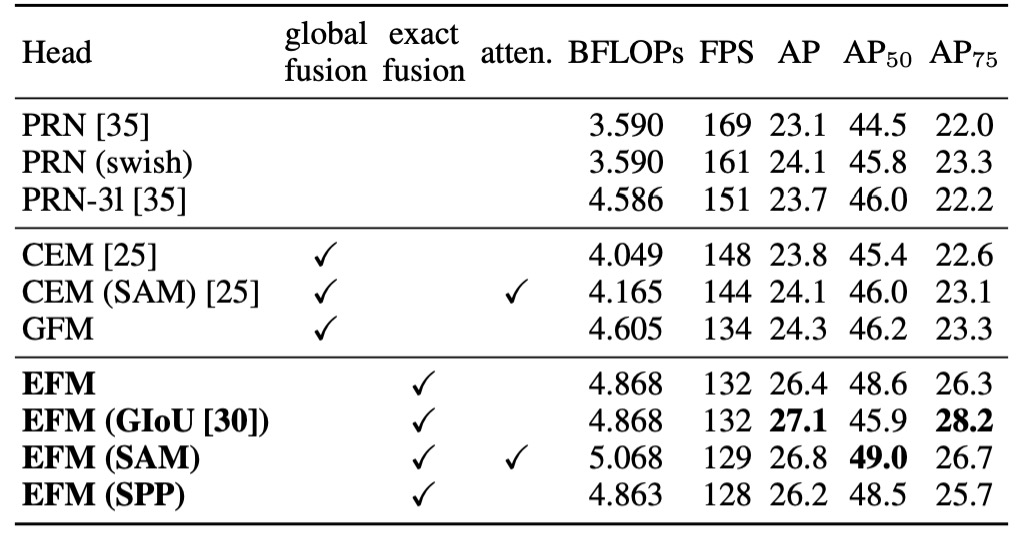 Head global fusion exact fusion atten. BFLOPs FPS AP AP₅₀ AP₇₅
PRN [35] 3.590 169 23.1 44.5 22.0
PRN (swish) 3.590 161 24.1 45.8 23.3
PRN-3l [35] 4.586 151 23.7 46.0 22.2
CEM [25] ✓ 4.049 148 23.8 45.4 22.6
CEM (SAM) [25] ✓ ✓ 4.165 144 24.1 46.0 23.1
GFM ✓ 4.605 134 24.3 46.2 23.3
EFM ✓ 4.868 132 26.4 48.6 26.3
EFM (GIoU [30]) ✓ 4.868 132 27.1 45.9 28.2
EFM (SAM) ✓ ✓ 5.068 129 26.8 49.0 26.7
EFM (SPP) ✓ 4.863 128 26.2 48.5 25.7